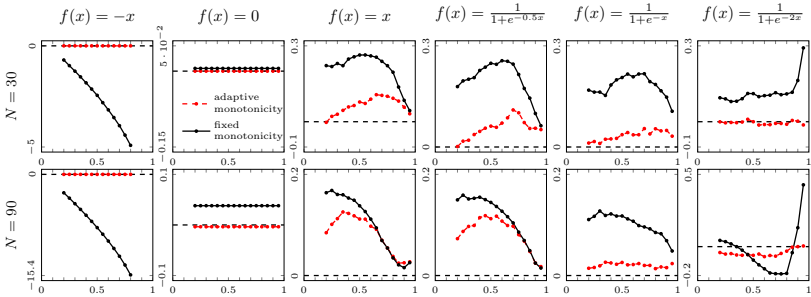 f(x) = −x f(x) = 0 f(x) = x f(x) = 1/(1+e^{−0.5x}) f(x) = 1/(1+e^{−x}) f(x) = 1/(1+e^{−2x})
N = 30
0 −5
5·10^{−2} −0.15
0.3 −0.1
0.3 0
0.3 0
0.3 −0.1
adaptive
monotonicity
fixed
monotonicity
0 0.5 1 0 0.5 1 0 0.5 1 0 0.5 1 0 0.5 1 0 0.5 1
N = 90
0 −15.4
0.1 −0.1
0.2 0
0.2 0
0.2 0
0.5 −0.2
0 0.5 1 0 0.5 1 0 0.5 1 0 0.5 1 0 0.5 1 0 0.5 1